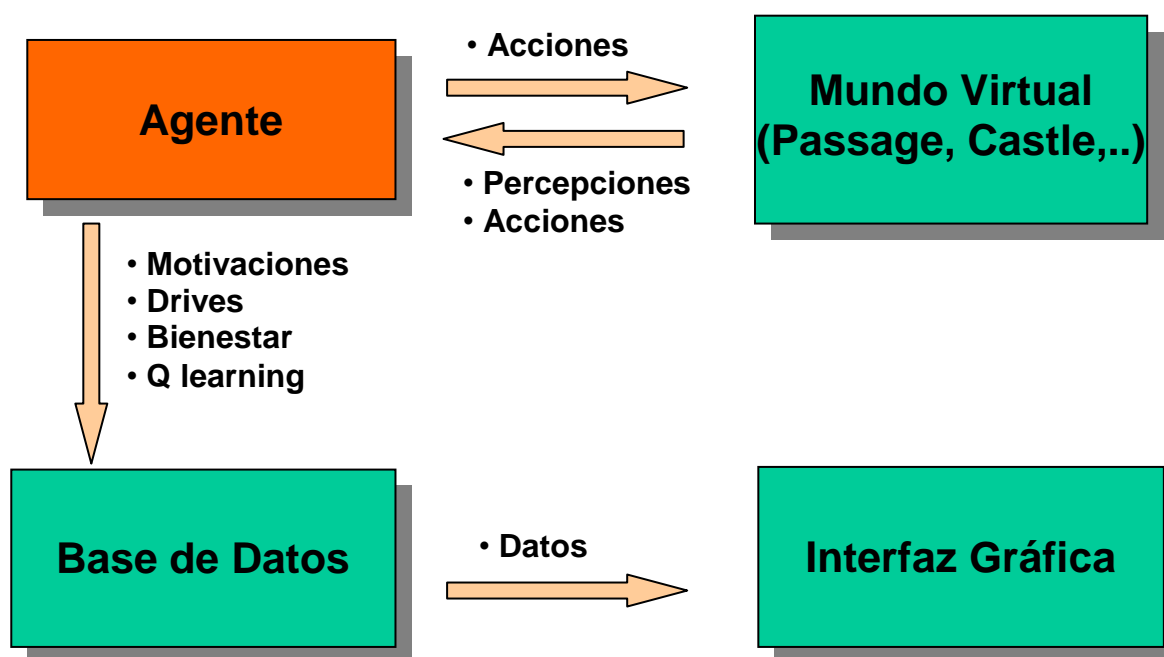 • Acciones
Agente
Mundo Virtual
(Passage, Castle,..)
• Percepciones
• Acciones
• Motivaciones
• Drives
• Bienestar
• Q learning
Base de Datos
• Datos
Interfaz Gráfica